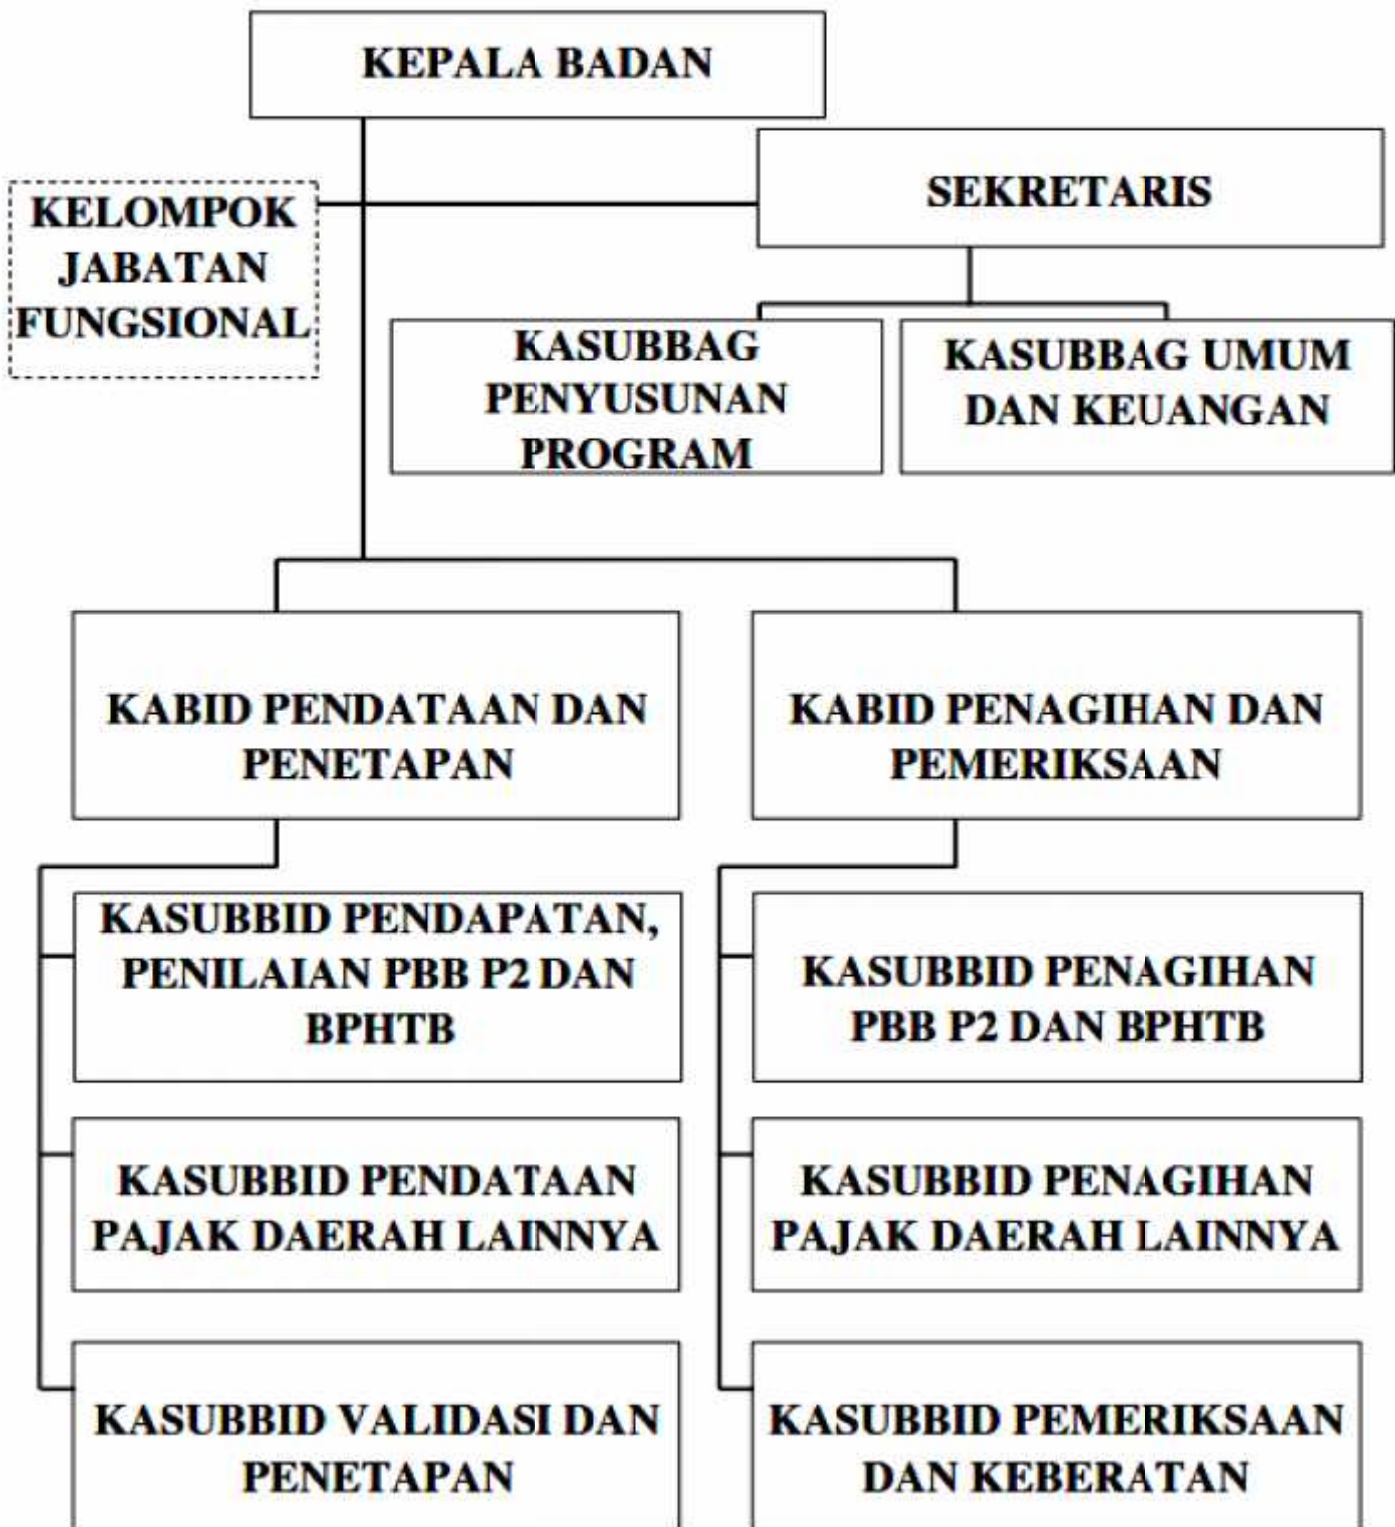 KEPALA BADAN
SEKRETARIS
KELOMPOK
JABATAN
FUNGSIONAL
KASUBBAG
PENYUSUNAN
PROGRAM
KASUBBAG UMUM
DAN KEUANGAN
KABID PENDATAAN DAN
PENETAPAN
KABID PENAGIHAN DAN
PEMERIKSAAN
KASUBBID PENDAPATAN,
PENILAIAN PBB P2 DAN
BPHTB
KASUBBID PENAGIHAN
PBB P2 DAN BPHTB
KASUBBID PENDATAAN
PAJAK DAERAH LAINNYA
KASUBBID PENAGIHAN
PAJAK DAERAH LAINNYA
KASUBBID VALIDASI DAN
PENETAPAN
KASUBBID PEMERIKSAAN
DAN KEBERATAN